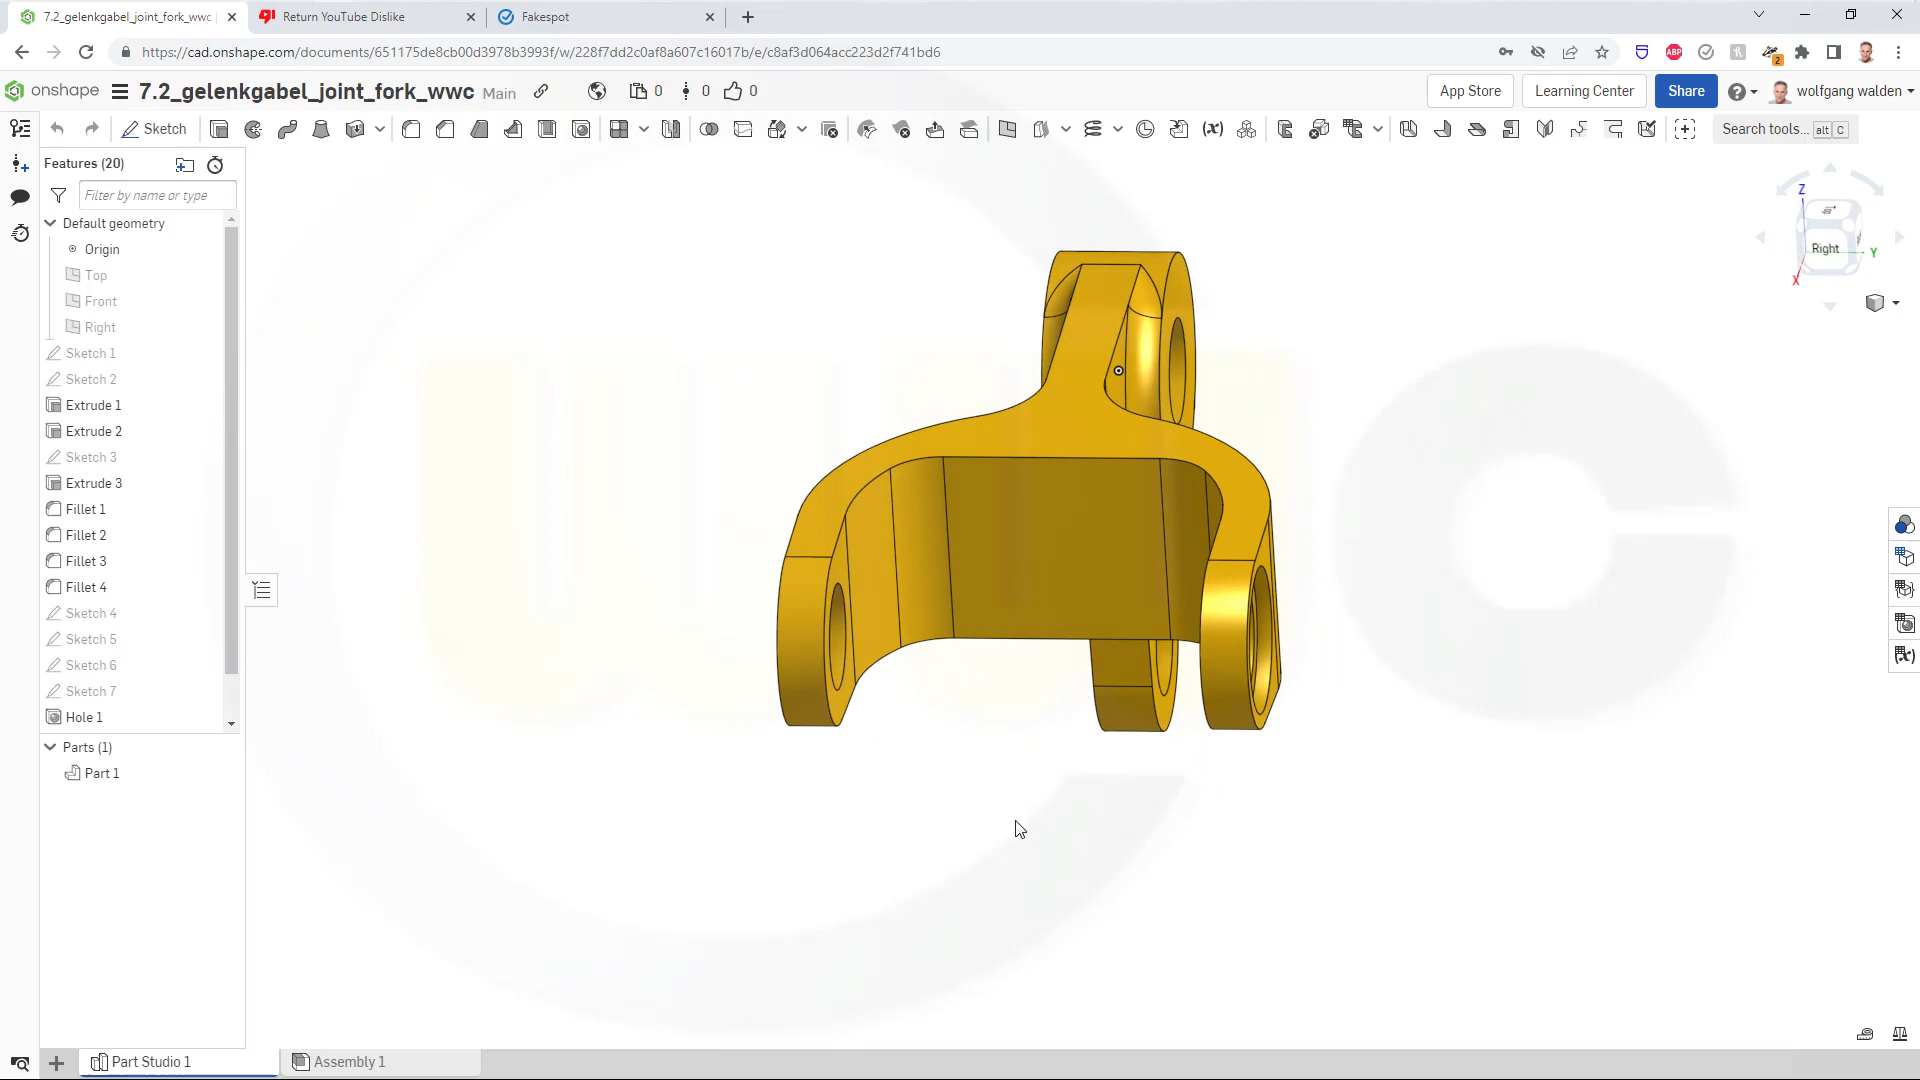 7.2_gelenkgabel_joint_fork_wwc
Return YouTube Dislike
Fakespot
https://cad.onshape.com/documents/651175de8cb00d3978b3993f/w/228f7dd2c0af8a607c16017b/e/c8af3d064acc223d2f741bd6
ABP
2
onshape
7.2_gelenkgabel_joint_fork_wwc Main
0
0
0
App Store
Learning Center
Share
wolfgang walden
Sketch
Search tools... alt C
Features (20)
Filter by name or type
Default geometry
Origin
Top
Front
Right
Sketch 1
Sketch 2
Extrude 1
Extrude 2
Sketch 3
Extrude 3
Fillet 1
Fillet 2
Fillet 3
Fillet 4
Sketch 4
Sketch 5
Sketch 6
Sketch 7
Hole 1
Parts (1)
Part 1
Z
Right
Y
X
Part Studio 1
Assembly 1